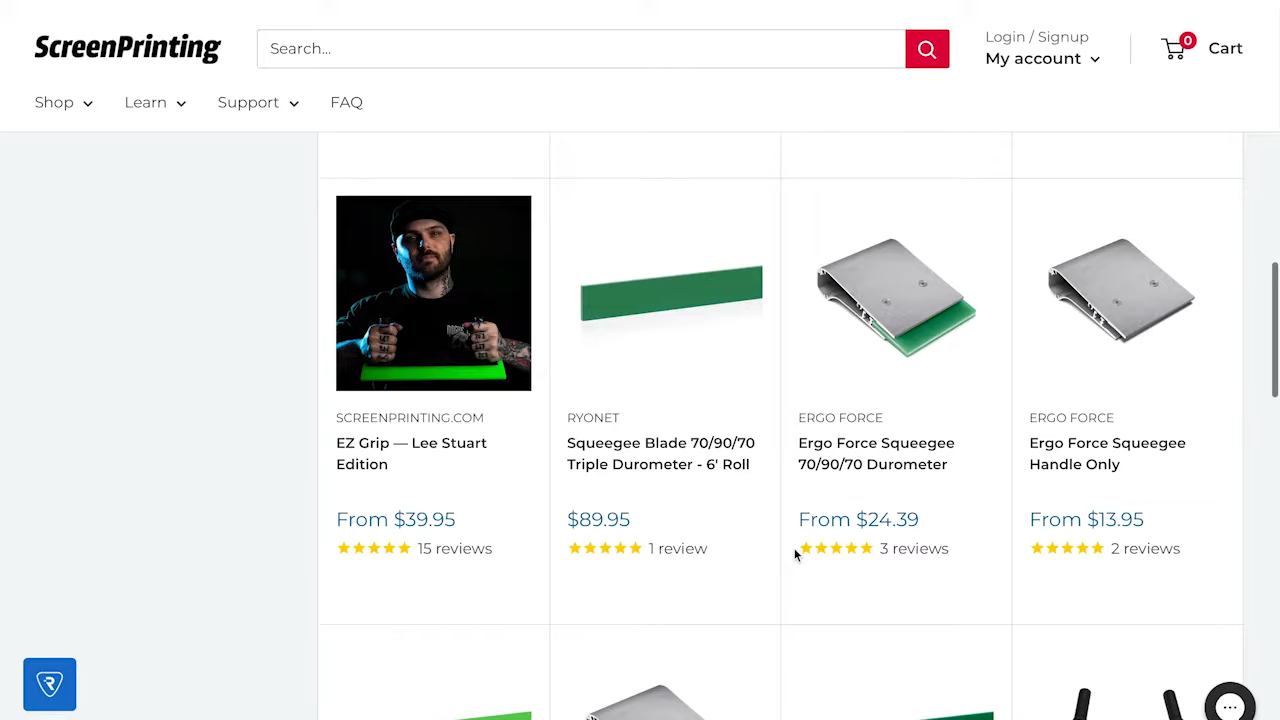 ScreenPrinting
Search...
Login / Signup
My account
0
Cart
Shop
Learn
Support
FAQ
SCREENPRINTING.COM
EZ Grip — Lee Stuart
Edition
From $39.95
15 reviews
RYONET
Squeegee Blade 70/90/70
Triple Durometer - 6' Roll
$89.95
1 review
ERGO FORCE
Ergo Force Squeegee
70/90/70 Durometer
From $24.39
3 reviews
ERGO FORCE
Ergo Force Squeegee
Handle Only
From $13.95
2 reviews
R